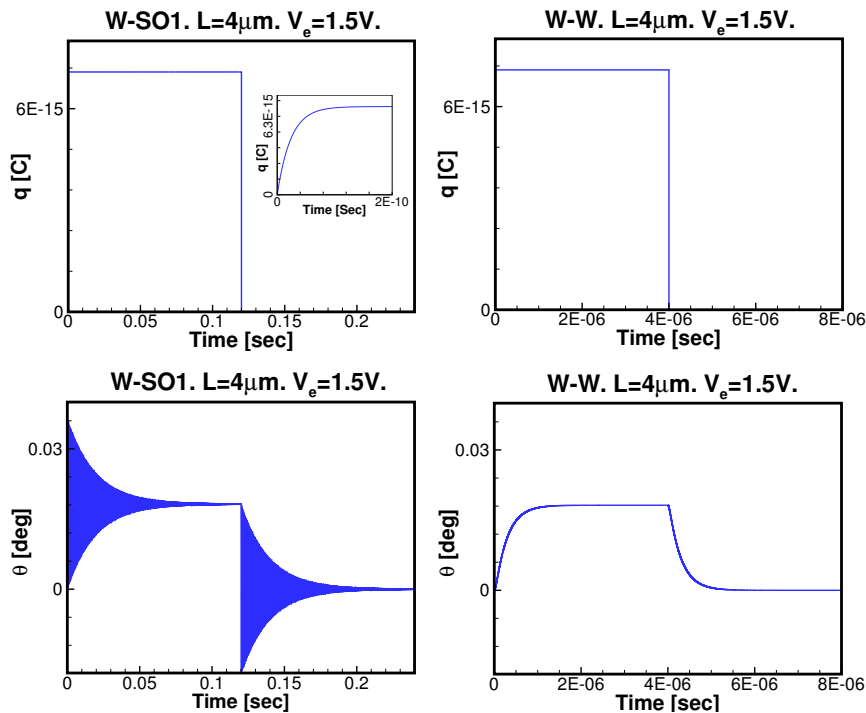 W-SO1. L=4μm. V_e=1.5V.
q [C]
6E-15
0
0 0.05 0.1 0.15 0.2
Time [sec]
q [C]
6.3E-15
0
0 2E-10
Time [Sec]
W-W. L=4μm. V_e=1.5V.
q [C]
6E-15
0
0 2E-06 4E-06 6E-06 8E-06
Time [sec]
W-SO1. L=4μm. V_e=1.5V.
θ [deg]
0.03
0
0 0.05 0.1 0.15 0.2
Time [sec]
W-W. L=4μm. V_e=1.5V.
θ [deg]
0.03
0
0 2E-06 4E-06 6E-06 8E-06
Time [sec]